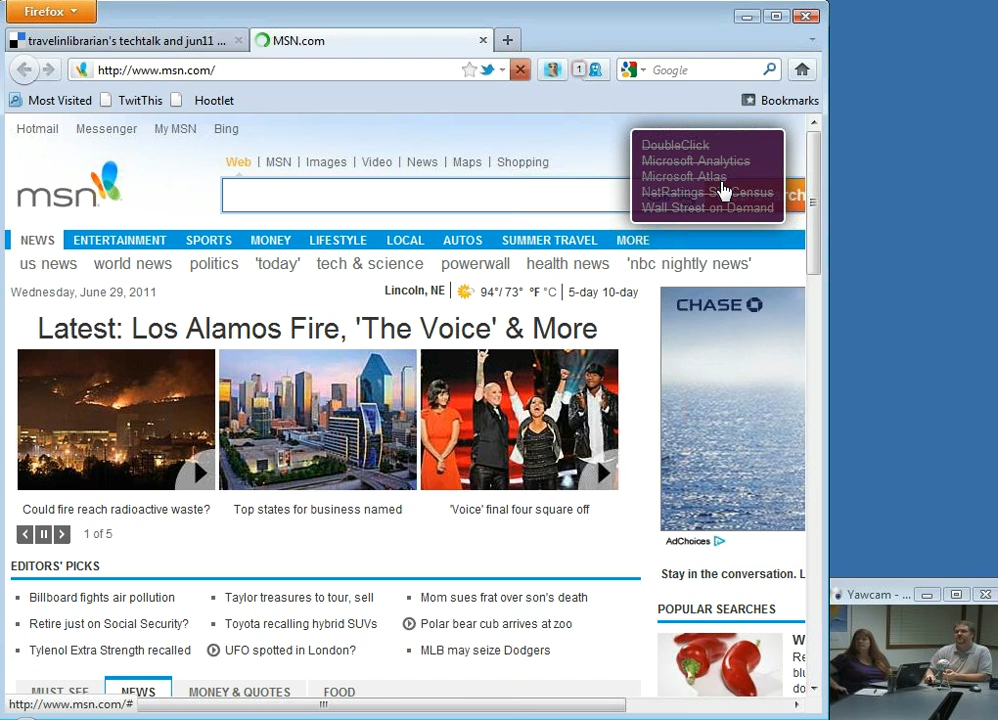 Firefox
travelinlibrarian's techtalk and jun11 ...
MSN.com
http://www.msn.com/
1
Google
Most Visited
TwitThis
Hootlet
Bookmarks
Hotmail
Messenger
My MSN
Bing
DoubleClick
Microsoft Analytics
Microsoft Atlas
Wall Street on Demand
msn
Web | MSN | Images | Video | News | Maps | Shopping
NEWS ENTERTAINMENT SPORTS MONEY LIFESTYLE LOCAL AUTOS SUMMER TRAVEL MORE
us news world news politics 'today' tech & science powerwall health news 'nbc nightly news'
Wednesday, June 29, 2011
Lincoln, NE | 94°/ 73° °F °C | 5-day 10-day
Latest: Los Alamos Fire, 'The Voice' & More
CHASE
Could fire reach radioactive waste?
Top states for business named
'Voice' final four square off
1 of 5
AdChoices
EDITORS' PICKS
Stay in the conversation. L
Billboard fights air pollution
Taylor treasures to tour, sell
Mom sues frat over son's death
Retire just on Social Security?
Toyota recalling hybrid SUVs
Polar bear cub arrives at zoo
Tylenol Extra Strength recalled
UFO spotted in London?
MLB may seize Dodgers
POPULAR SEARCHES
W
Re
blu
do
MUST SEE
NEWS
MONEY & QUOTES
FOOD
http://www.msn.com/#
Yawcam - ...